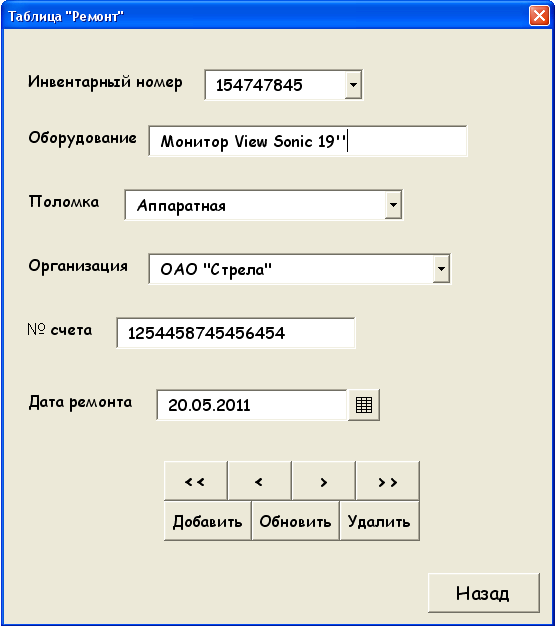 Таблица "Ремонт"
Инвентарный номер 154747845
Оборудование Монитор View Sonic 19''
Поломка Аппаратная
Организация ОАО "Стрела"
№ счета 1254458745456454
Дата ремонта 20.05.2011
<< < > >>
Добавить Обновить Удалить
Назад